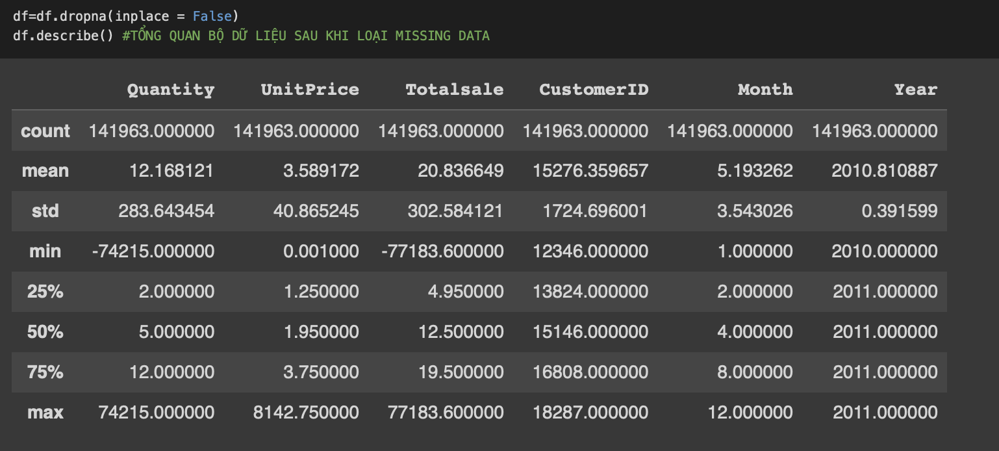 df=df.dropna(inplace = False)
df.describe() #TỔNG QUAN BỘ DỮ LIỆU SAU KHI LOẠI MISSING DATA
Quantity UnitPrice Totalsale CustomerID Month Year
count 141963.000000 141963.000000 141963.000000 141963.000000 141963.000000 141963.000000
mean 12.168121 3.589172 20.836649 15276.359657 5.193262 2010.810887
std 283.643454 40.865245 302.584121 1724.696001 3.543026 0.391599
min -74215.000000 0.001000 -77183.600000 12346.000000 1.000000 2010.000000
25% 2.000000 1.250000 4.950000 13824.000000 2.000000 2011.000000
50% 5.000000 1.950000 12.500000 15146.000000 4.000000 2011.000000
75% 12.000000 3.750000 19.500000 16808.000000 8.000000 2011.000000
max 74215.000000 8142.750000 77183.600000 18287.000000 12.000000 2011.000000